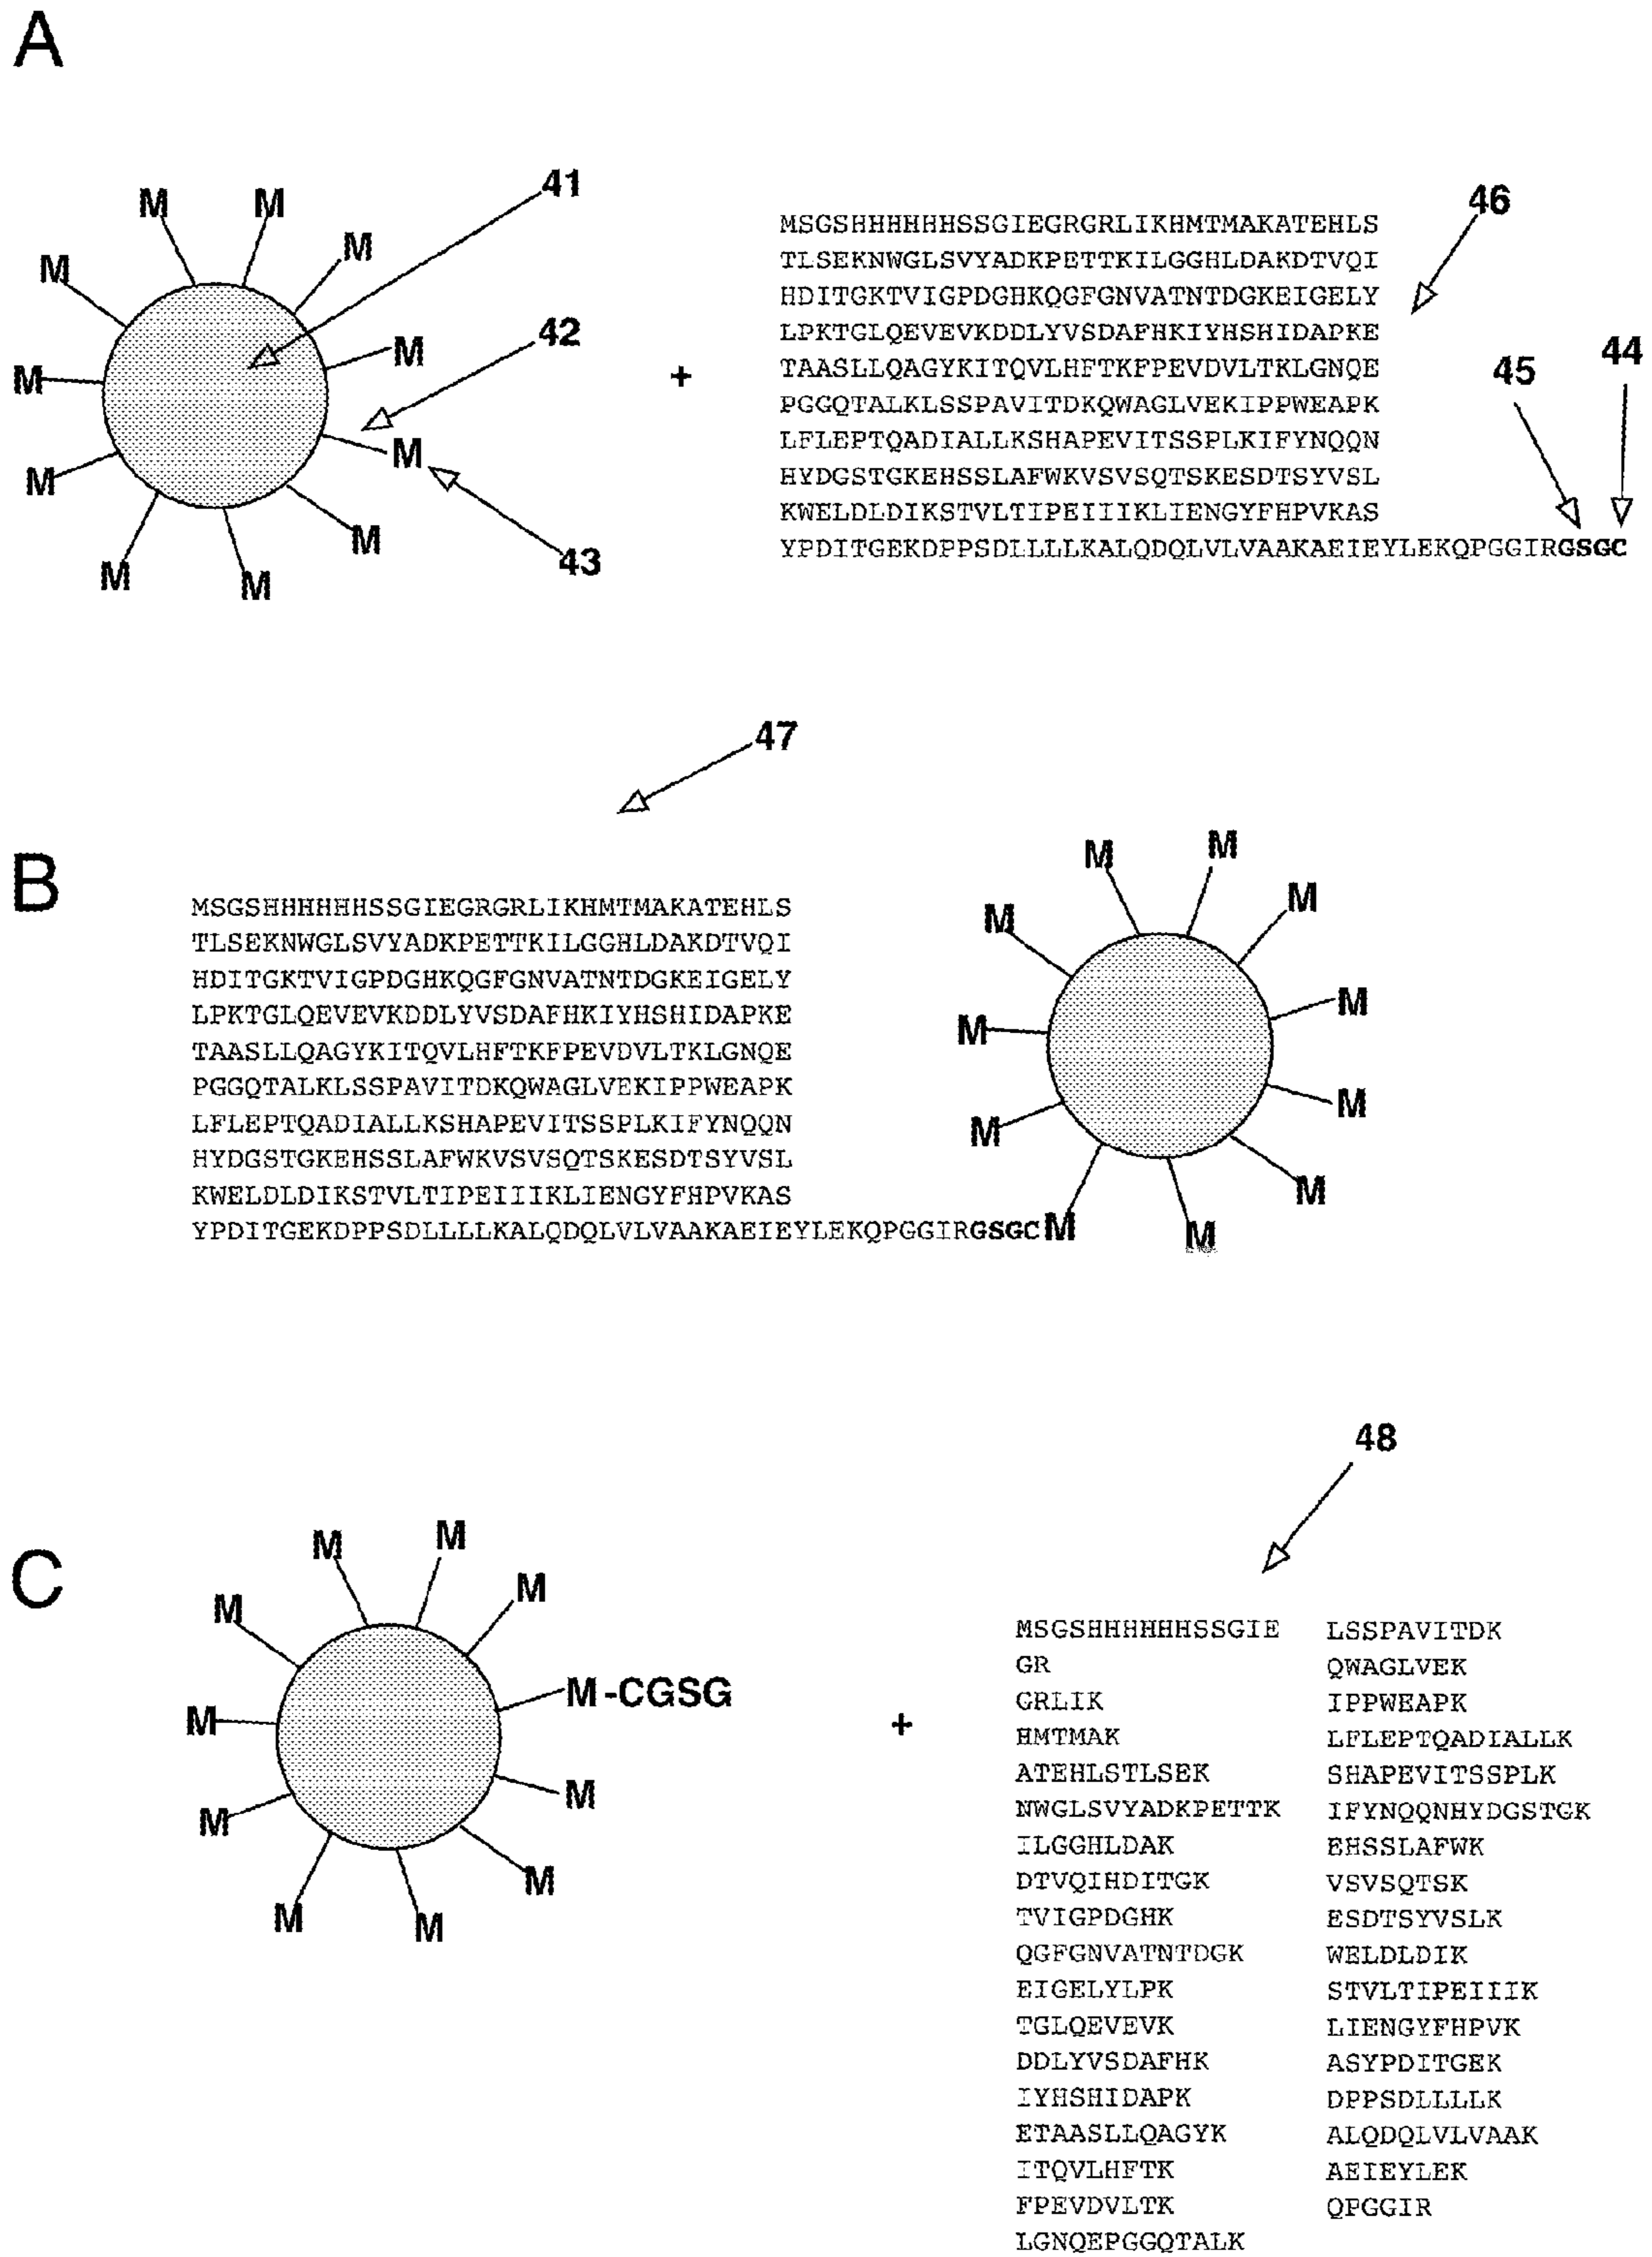 A
41
M
M
M
M
42
M
M
M
43
M
M
M
M
M
+
46
45
44
MSGSHHHHHHSSGIEGRGRLIKHMTMAKATEHLS
TLSEKNWGLSVYADKPETTKILGGHLDAKDTVQI
HDITGKTVIGPDGHKQGFGNVATNTDGKEIGELY
LPKTGLQEVEVKDDLYVSDAFHKIYHSHIDAPKE
TAASLLQAGYKITQVLHFTKFPEVDVLTKLGNQE
PGGQTALKLSSPAVITDKQWAGLVEKIPPWEAPK
LFLEPTQADIALLKSHAPEVITSSPLKIFYNQQN
HYDGSTGKEHSSLAFWKVSVSQTSKESDTSYVSL
KWELDLDIKSTVLTIPEIIIKLIENGYFHPVKAS
YPDITGEKDPPSDLLLLKALQDQLVLVAAKAEIEYLEKQPGGIRGSGC
47
B
MSGSHHHHHHSSGIEGRGRLIKHMTMAKATEHLS
TLSEKNWGLSVYADKPETTKILGGHLDAKDTVQI
HDITGKTVIGPDGHKQGFGNVATNTDGKEIGELY
LPKTGLQEVEVKDDLYVSDAFHKIYHSHIDAPKE
TAASLLQAGYKITQVLHFTKFPEVDVLTKLGNQE
PGGQTALKLSSPAVITDKQWAGLVEKIPPWEAPK
LFLEPTQADIALLKSHAPEVITSSPLKIFYNQQN
HYDGSTGKEHSSLAFWKVSVSQTSKESDTSYVSL
KWELDLDIKSTVLTIPEIIIKLIENGYFHPVKAS
YPDITGEKDPPSDLLLLKALQDQLVLVAAKAEIEYLEKQPGGIRGSGCM
M
M
M
M
M
M
M
M
M
M
48
C
M
M
M
M
M-CGSG
M
M
M
M
M
M
+
MSGSHHHHHHSSGIE
GR
GRLIK
HMTMAK
ATEHLSTLSEK
NWGLSVYADKPETTK
ILGGHLDAK
DTVQIHDITGK
TVIGPDGHK
QGFGNVATNTDGK
EIGELYLPK
TGLQEVEVK
DDLYVSDAFHK
IYHSHIDAPK
ETAASLLQAGYK
ITQVLHFTK
FPEVDVLTK
LGNQEPGGQTALK
LSSPAVITDK
QWAGLVEK
IPPWEAPK
LFLEPTQADIALLK
SHAPEVITSSPLK
IFYNQQNHYDGSTGK
EHSSLAFWK
VSVSQTSK
ESDTSYVSLK
WELDLDIK
STVLTIPEIIIK
LIENGYFHPVK
ASYPDITGEK
DPPSDLLLLK
ALQDQLVLVAAK
AEIEYLEK
QPGGIR